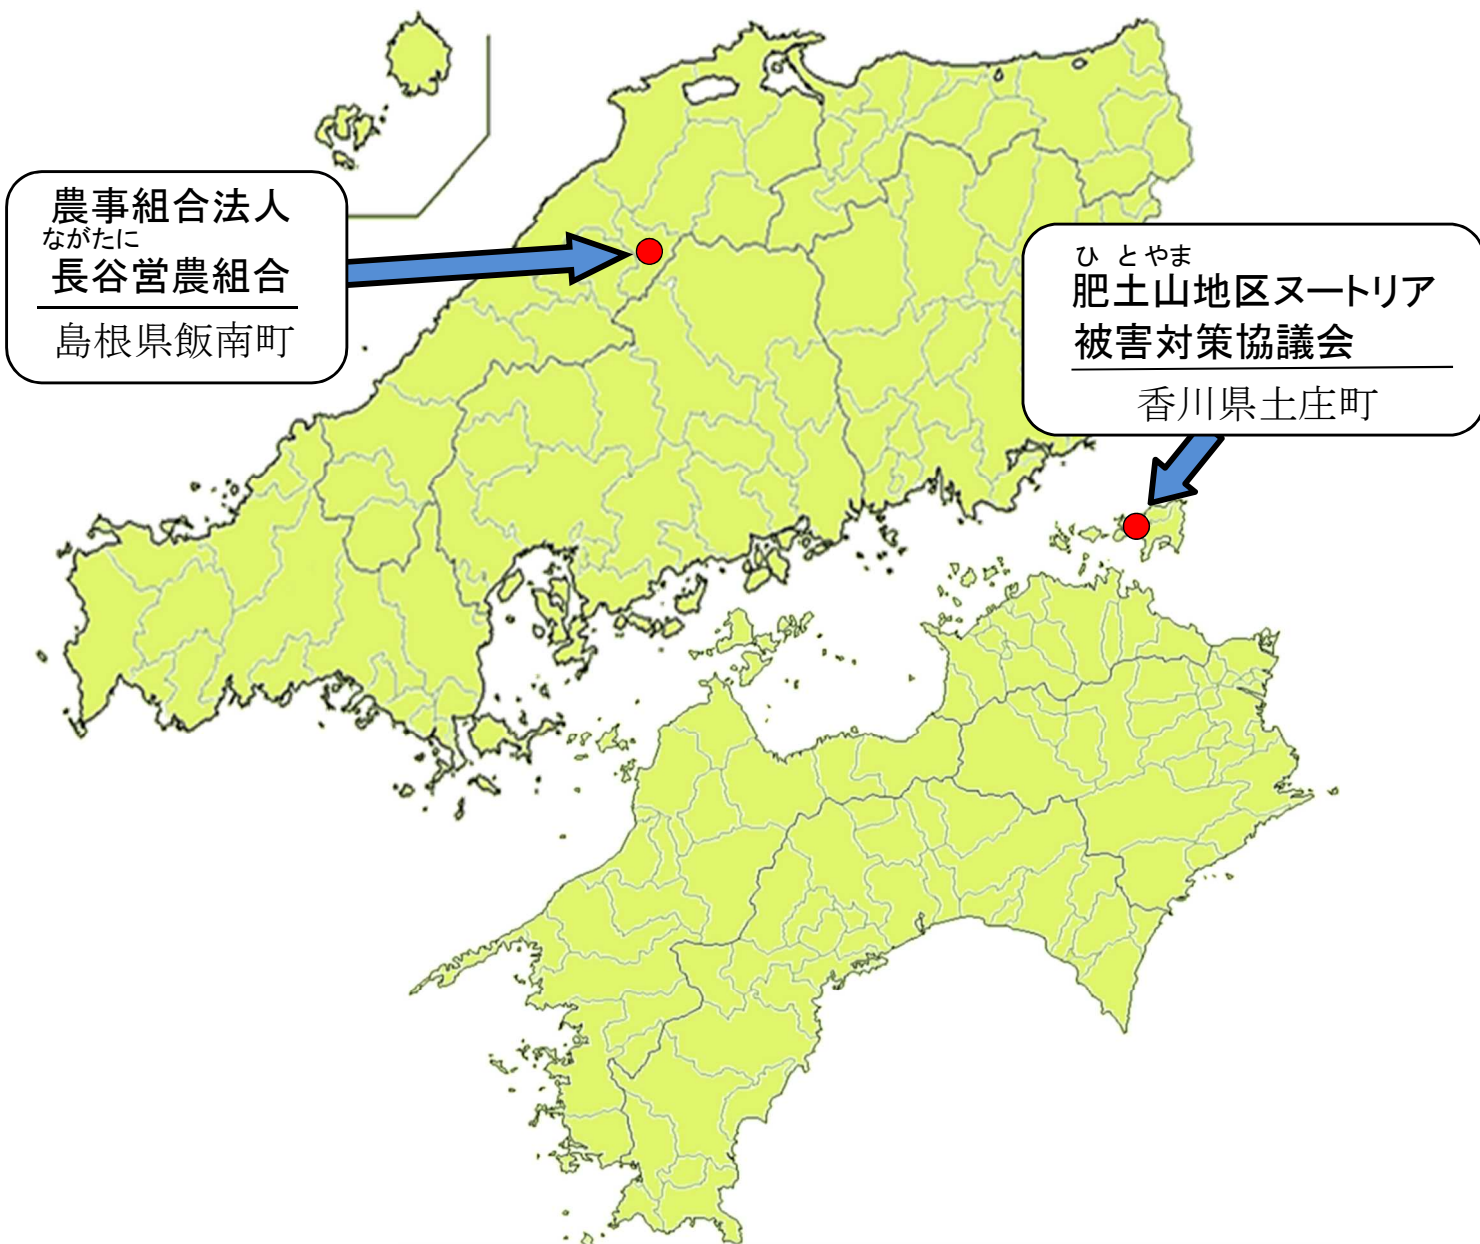 農事組合法人
ながたに
長谷営農組合
島根県飯南町
ひとやま
肥土山地区ヌートリア
被害対策協議会
香川県土庄町